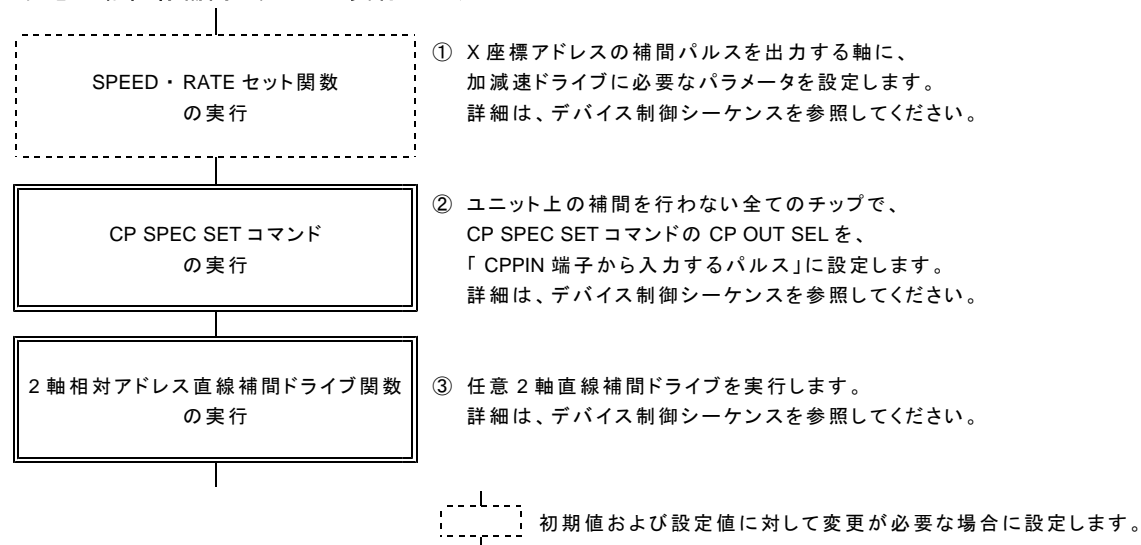 SPEED・RATE セット関数
の実行
① X 座標アドレスの補間パルスを出力する軸に、
加減速ドライブに必要なパラメータを設定します。
詳細は、デバイス制御シーケンスを参照してください。
CP SPEC SET コマンド
の実行
② ユニット上の補間を行わない全てのチップで、
CP SPEC SET コマンドの CP OUT SEL を、
「 CPPIN 端子から入力するパルス」に設定します。
詳細は、デバイス制御シーケンスを参照してください。
2 軸相対アドレス直線補間ドライブ関数
の実行
③ 任意 2 軸直線補間ドライブを実行します。
詳細は、デバイス制御シーケンスを参照してください。
初期値および設定値に対して変更が必要な場合に設定します。